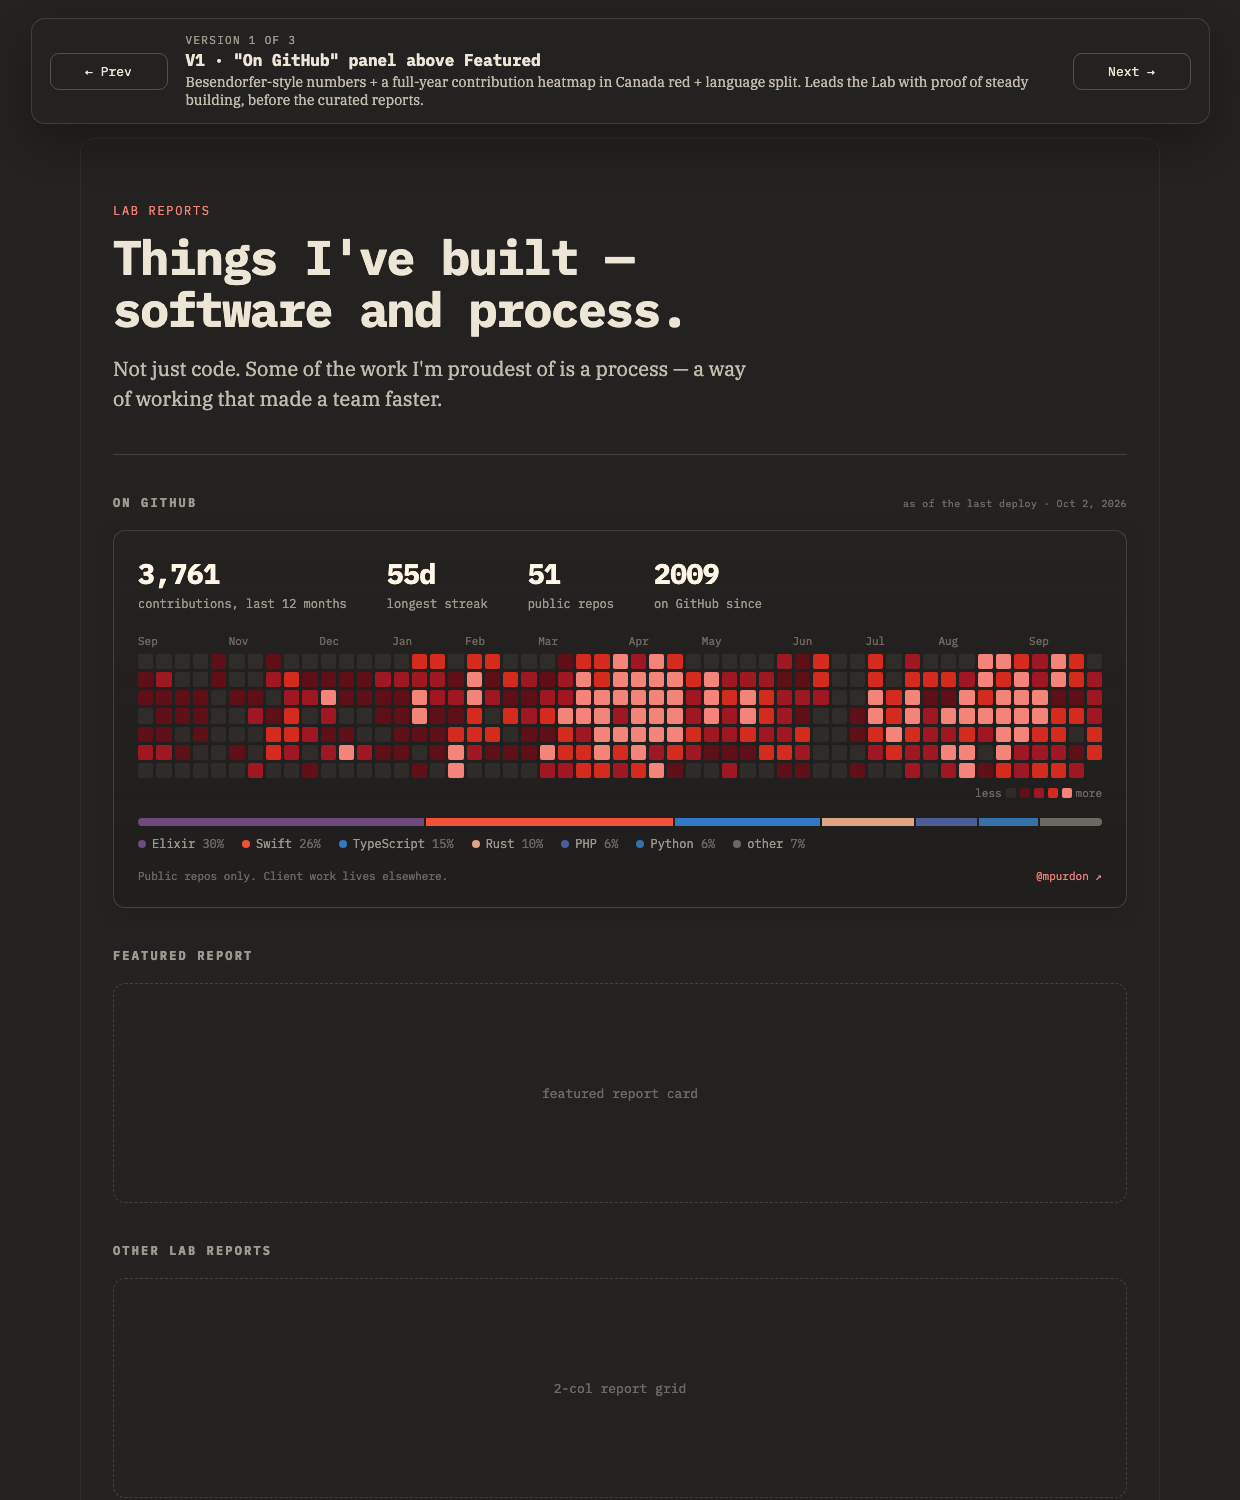 VERSION 1 OF 3
← Prev
V1 · "On GitHub" panel above Featured
Besendorfer-style numbers + a full-year contribution heatmap in Canada red + language split. Leads the Lab with proof of steady
building, before the curated reports.
Next →
LAB REPORTS
Things I've built —
software and process.
Not just code. Some of the work I'm proudest of is a process — a way
of working that made a team faster.
ON GITHUB
as of the last deploy · Oct 2, 2026
3,761 55d 51 2009
contributions, last 12 months longest streak public repos on GitHub since
Sep Nov Dec Jan Feb Mar Apr May Jun Jul Aug Sep
less more
Elixir 30% Swift 26% TypeScript 15% Rust 10% PHP 6% Python 6% other 7%
Public repos only. Client work lives elsewhere.
@mpurdon ↗
FEATURED REPORT
featured report card
OTHER LAB REPORTS
2-col report grid